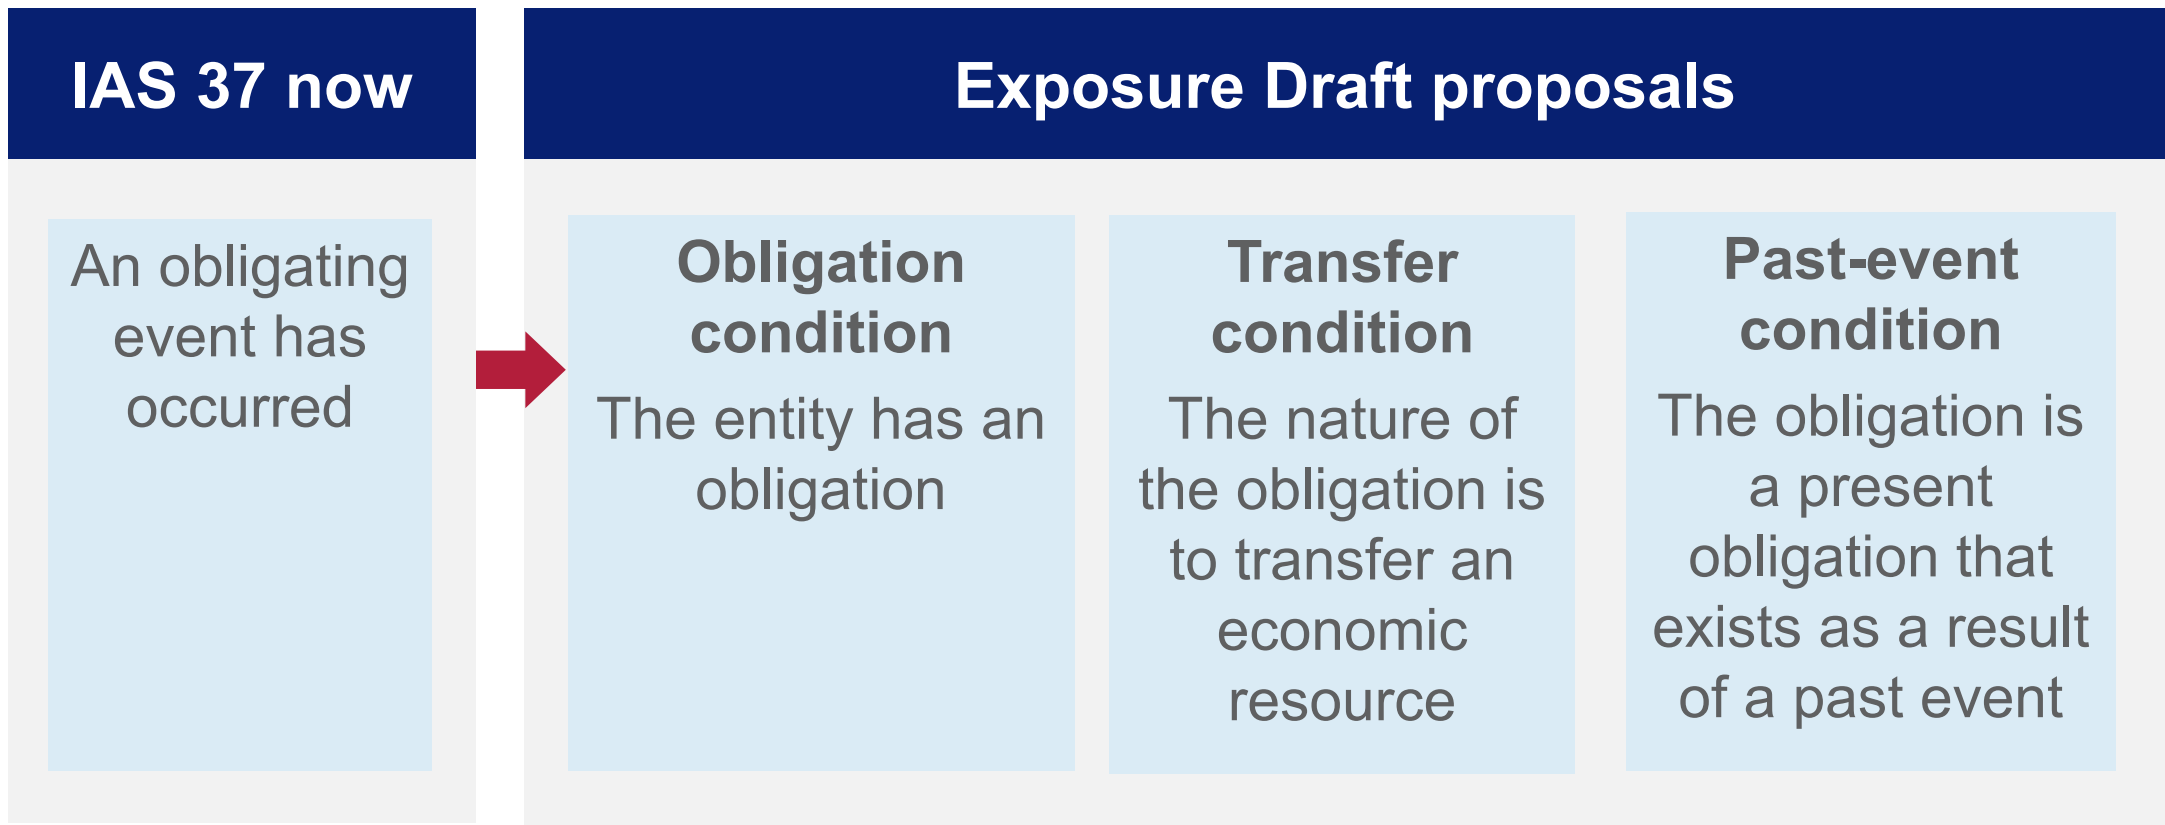 IAS 37 now
An obligating
event has
occurred
Exposure Draft proposals
Obligation
condition
The entity has an
obligation
Transfer
condition
The nature of
the obligation is
to transfer an
economic
resource
Past-event
condition
The obligation is
a present
obligation that
exists as a result
of a past event